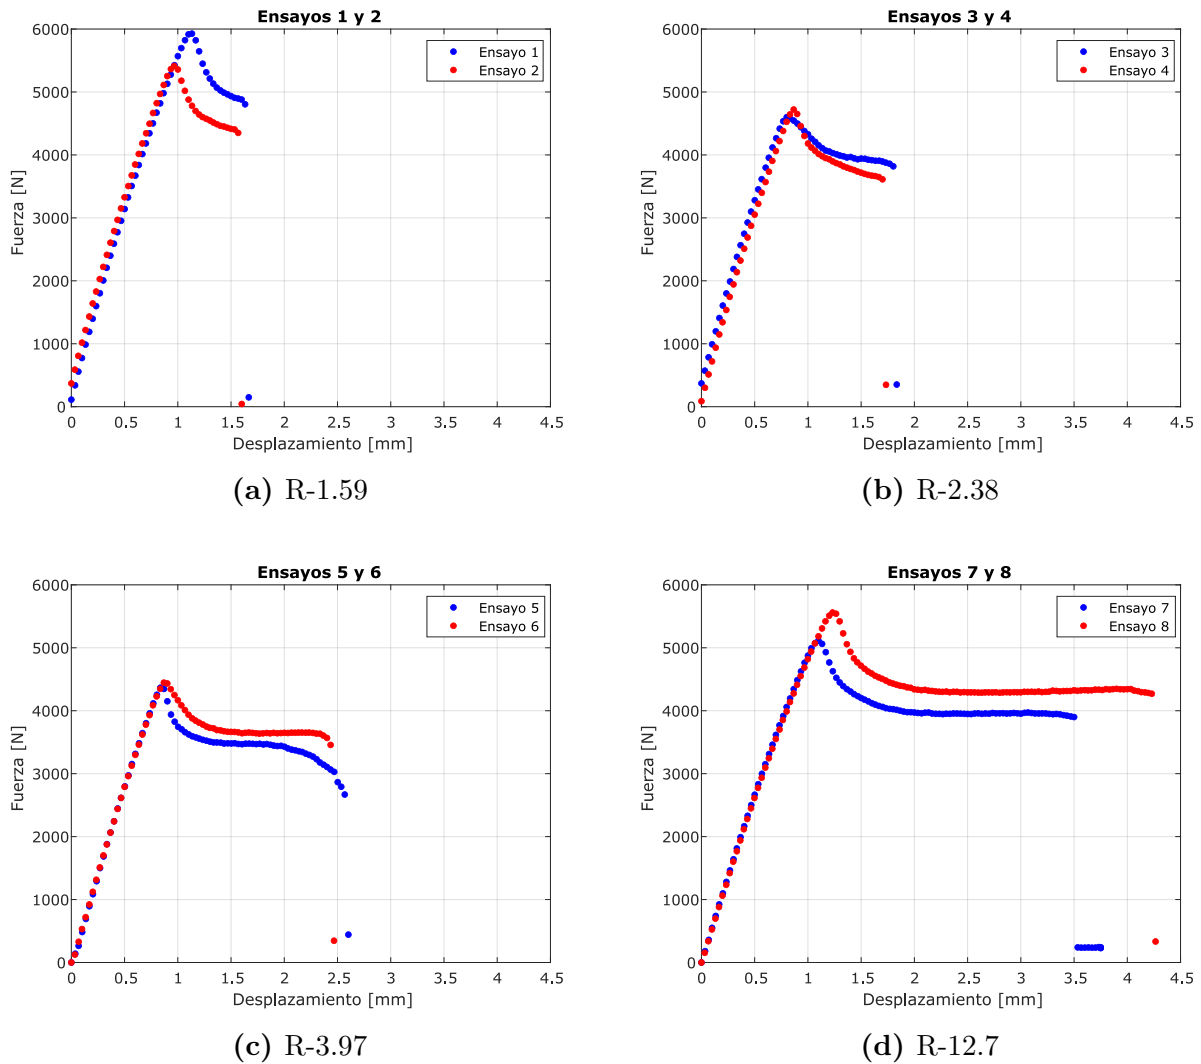 Ensayos 1 y 2
6000
5000
4000
3000
2000
1000
0
Fuerza [N]
Ensayo 1
Ensayo 2
0 0.5 1 1.5 2 2.5 3 3.5 4 4.5
Desplazamiento [mm]
(a) R-1.59
Ensayos 3 y 4
6000
5000
4000
3000
2000
1000
0
Fuerza [N]
Ensayo 3
Ensayo 4
0 0.5 1 1.5 2 2.5 3 3.5 4 4.5
Desplazamiento [mm]
(b) R-2.38
Ensayos 5 y 6
6000
5000
4000
3000
2000
1000
0
Fuerza [N]
Ensayo 5
Ensayo 6
0 0.5 1 1.5 2 2.5 3 3.5 4 4.5
Desplazamiento [mm]
(c) R-3.97
Ensayos 7 y 8
6000
5000
4000
3000
2000
1000
0
Fuerza [N]
Ensayo 7
Ensayo 8
0 0.5 1 1.5 2 2.5 3 3.5 4 4.5
Desplazamiento [mm]
(d) R-12.7